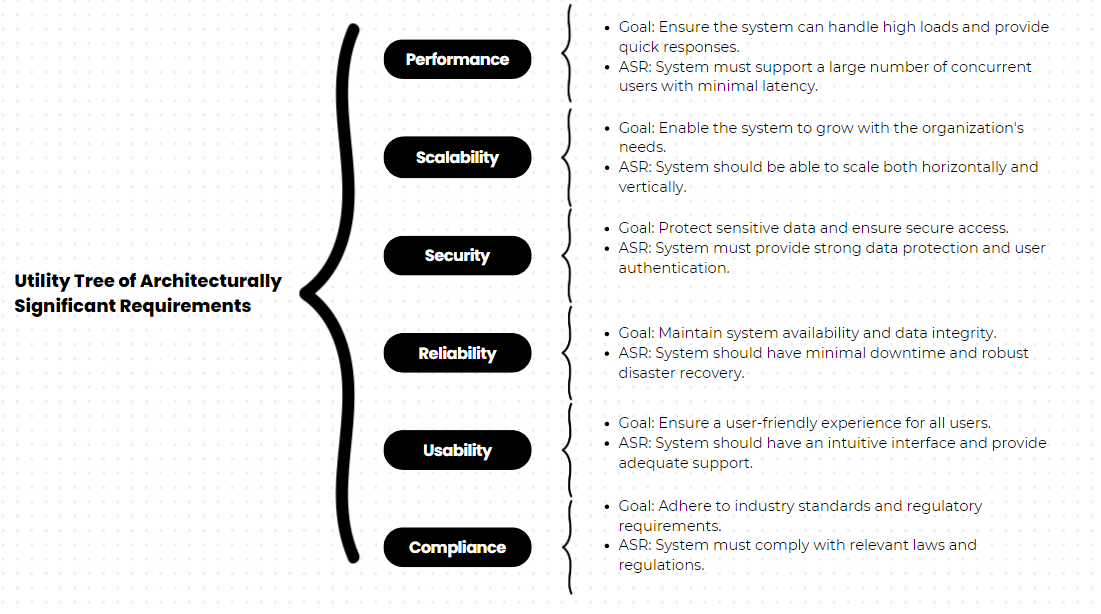 Utility Tree of Architecturally
Significant Requirements
Performance
• Goal: Ensure the system can handle high loads and provide
quick responses.
• ASR: System must support a large number of concurrent
users with minimal latency.
Scalability
• Goal: Enable the system to grow with the organization's
needs.
• ASR: System should be able to scale both horizontally and
vertically.
Security
• Goal: Protect sensitive data and ensure secure access.
• ASR: System must provide strong data protection and user
authentication.
Reliability
• Goal: Maintain system availability and data integrity.
• ASR: System should have minimal downtime and robust
disaster recovery.
Usability
• Goal: Ensure a user-friendly experience for all users.
• ASR: System should have an intuitive interface and provide
adequate support.
Compliance
• Goal: Adhere to industry standards and regulatory
requirements.
• ASR: System must comply with relevant laws and
regulations.